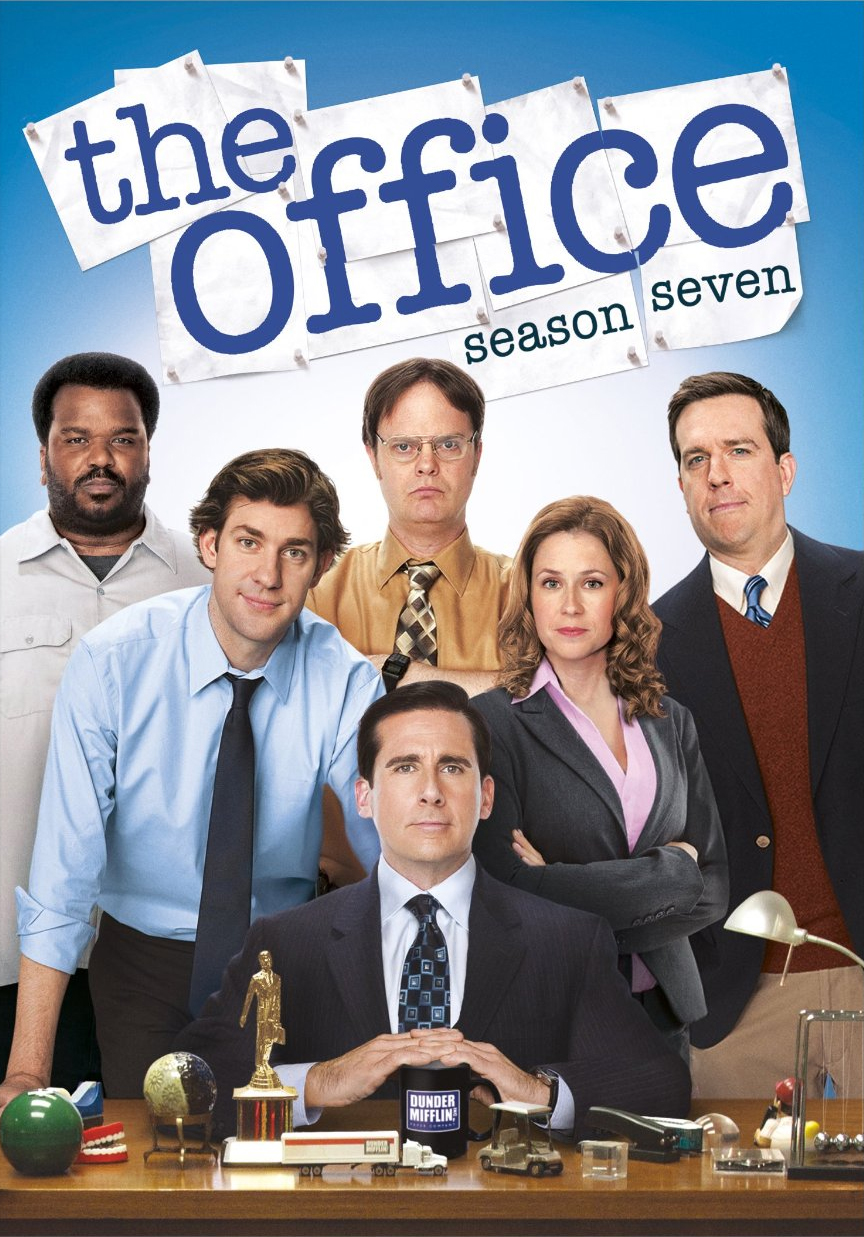 the
office
season seven
DUNDER
MIFFLIN